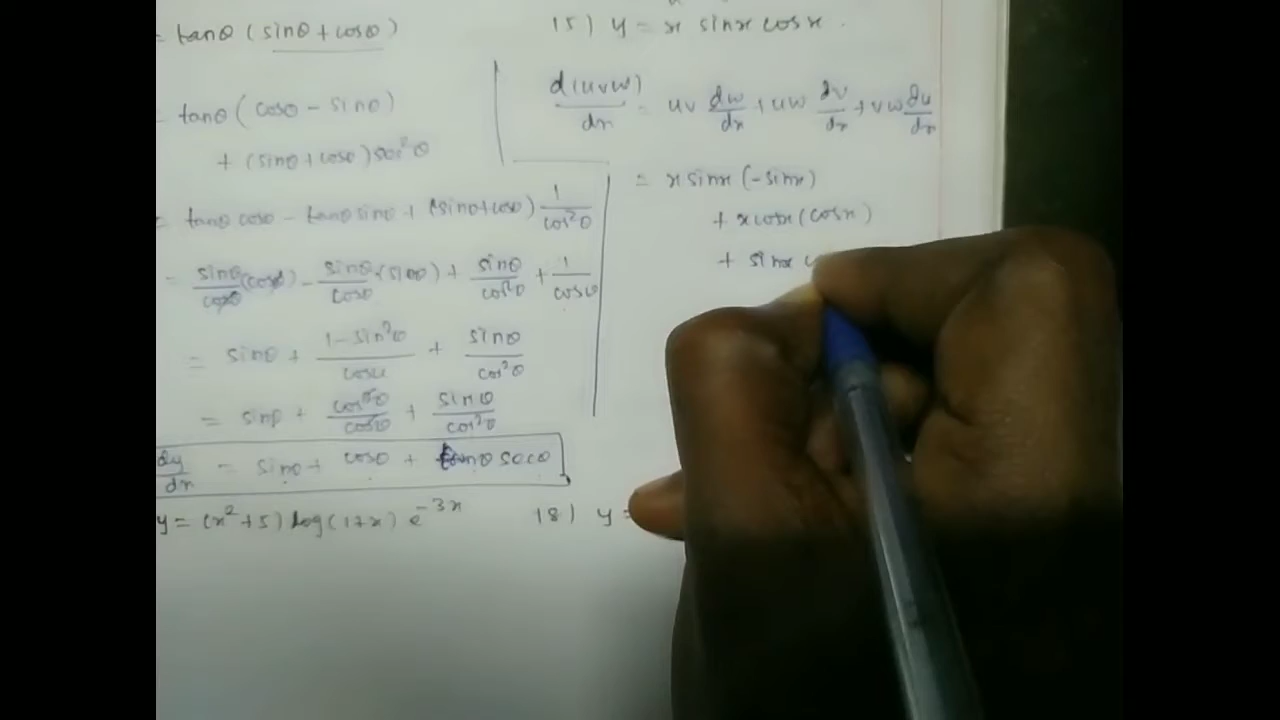 = tanθ (sinθ + cosθ)
= tanθ (cosθ - sinθ)
+ (sinθ + cosθ) sec²θ
= tanθ cosθ - tanθ sinθ + (sinθ + cosθ) 1/cos²θ
= sinθ/cosθ (cosθ) - sinθ/cosθ (sinθ) + sinθ/cos²θ + 1/cosθ
= sinθ + 1-sin²θ/cosθ + sinθ/cos²θ
= sinθ + cos²θ/cosθ + sinθ/cos²θ
dy/dx = sinθ + cosθ + tanθ secθ
y = (x²+5) log(1+x) e^-3x
15) y = x sinx cosx.
d(uvw)/dx = uv dw/dx + uw dv/dx + vw du/dx
= x sinx (-sinx)
+ x cosx (cosx)
+ sinx c
18) y =